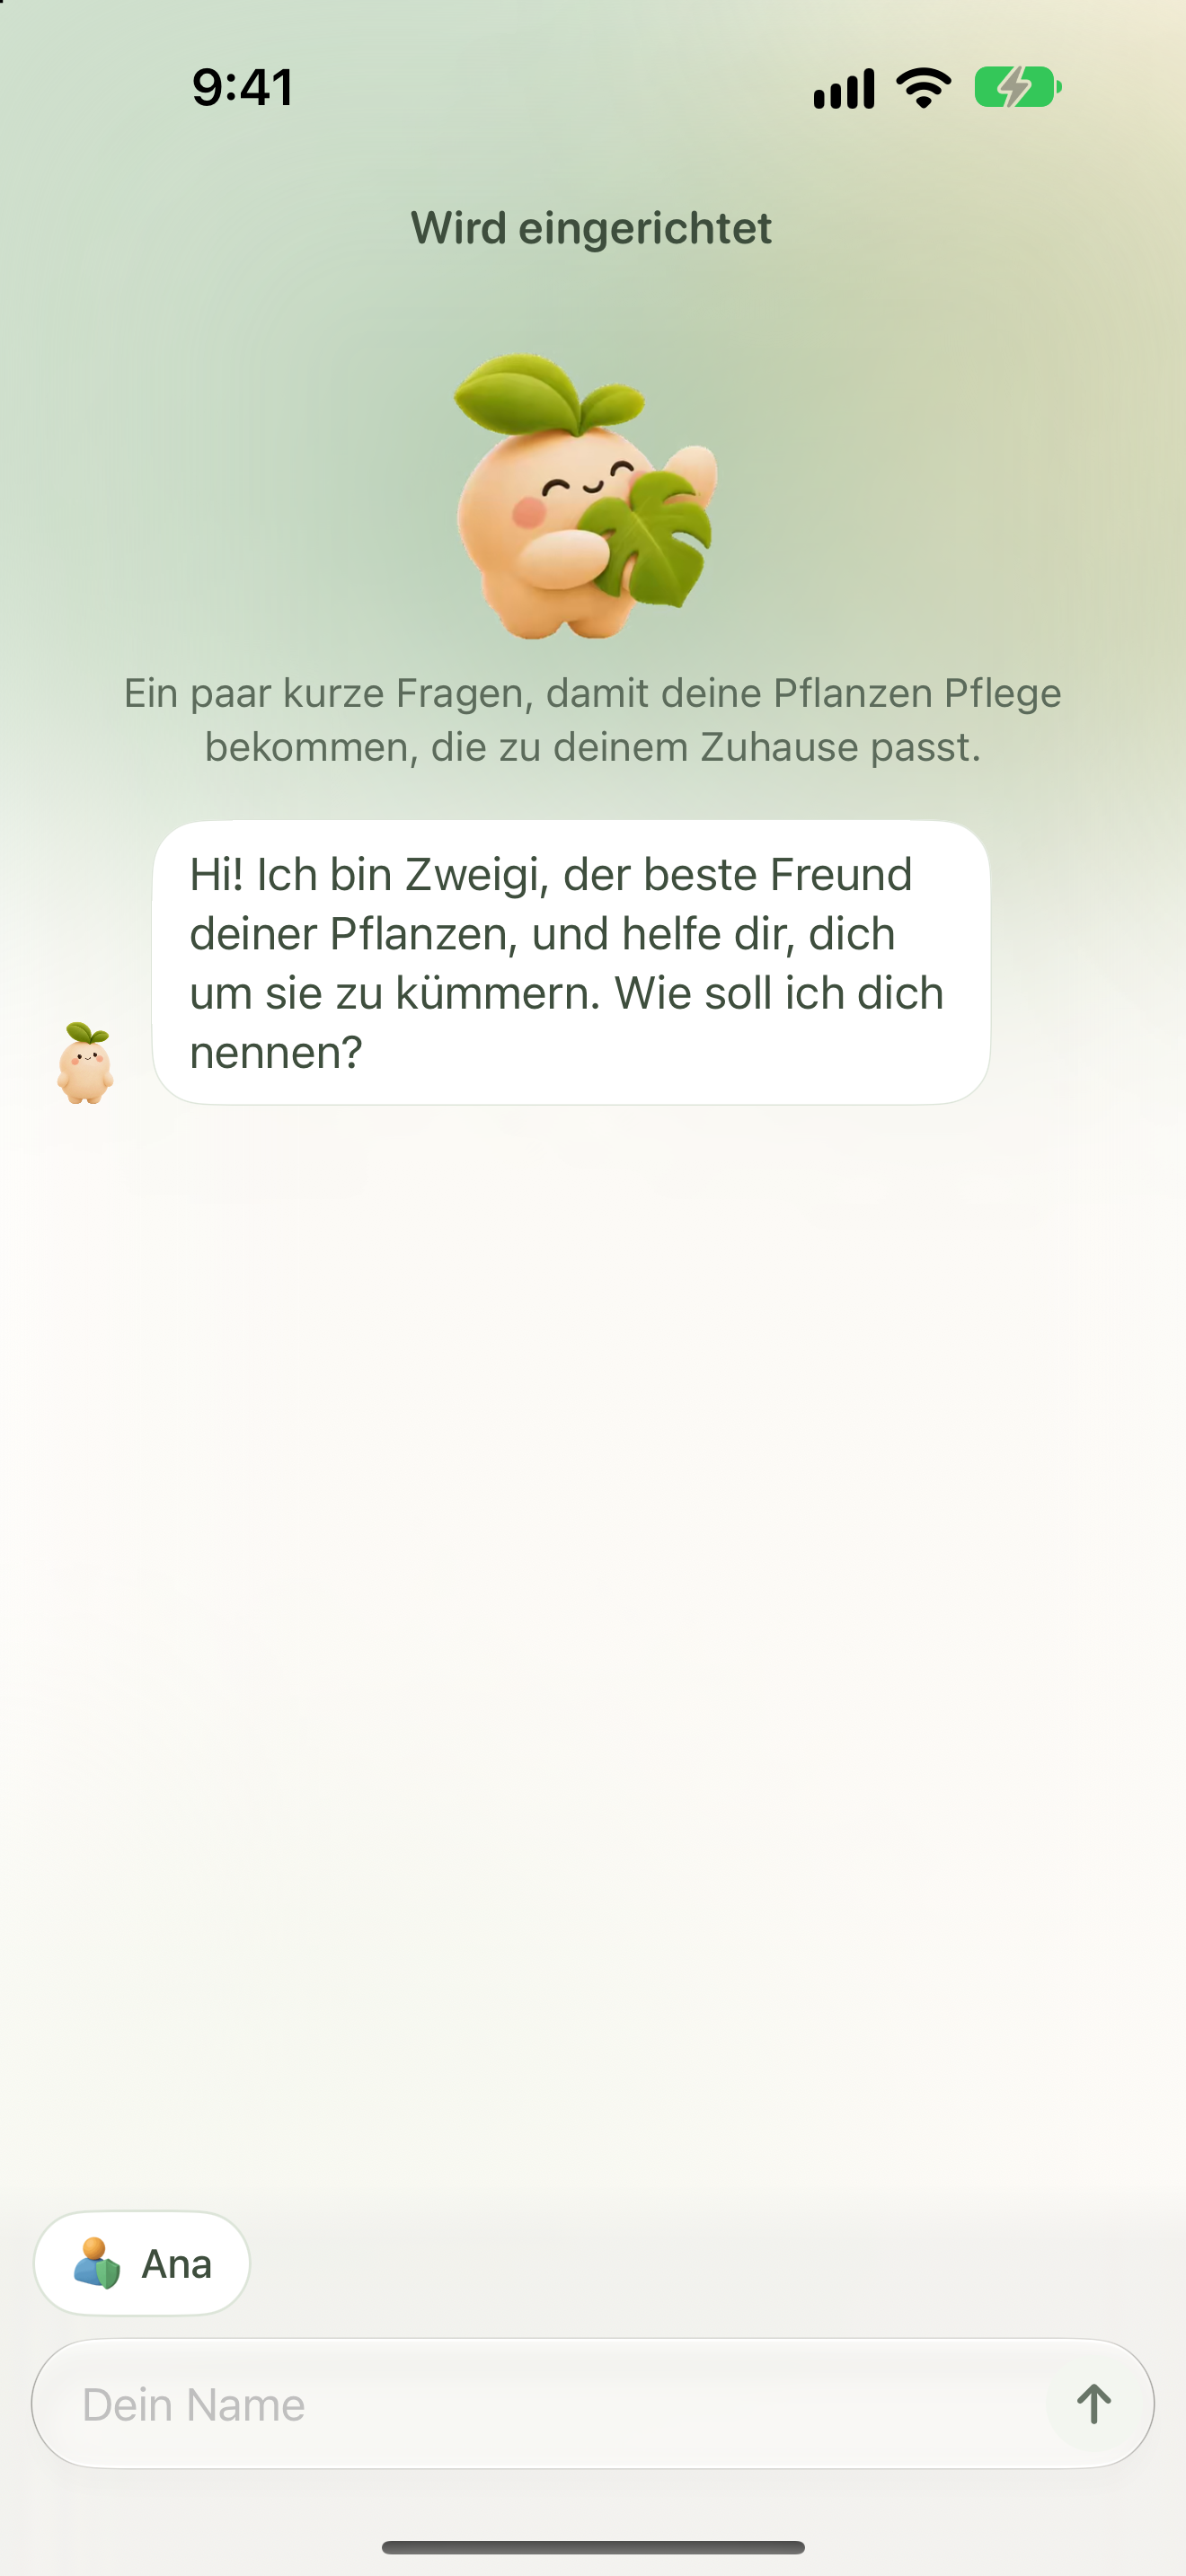 9:41
Wird eingerichtet
Ein paar kurze Fragen, damit deine Pflanzen Pflege
bekommen, die zu deinem Zuhause passt.
Hi! Ich bin Zweigi, der beste Freund
deiner Pflanzen, und helfe dir, dich
um sie zu kümmern. Wie soll ich dich
nennen?
Ana
Dein Name